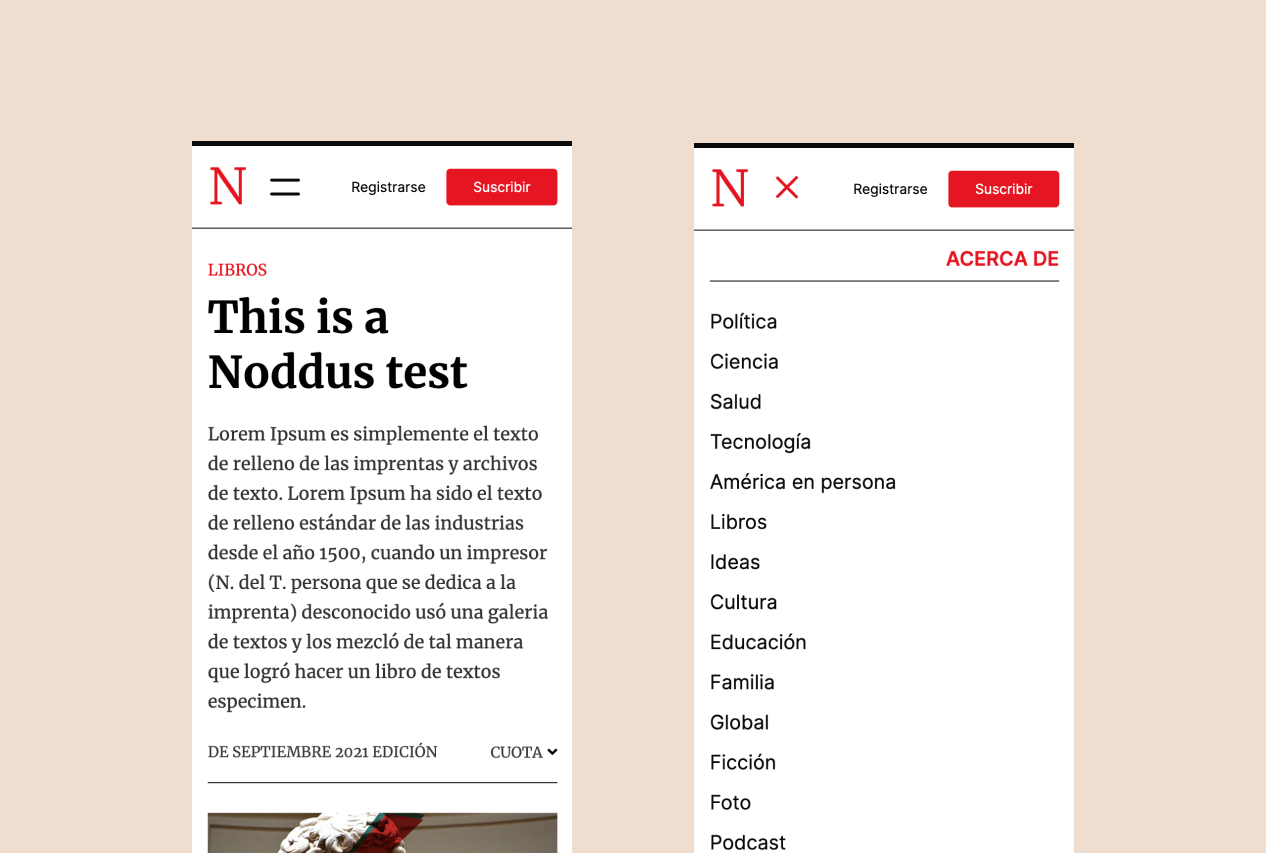 N Registrarse Suscribir
LIBROS
This is a
Noddus test
Lorem Ipsum es simplemente el texto
de relleno de las imprentas y archivos
de texto. Lorem Ipsum ha sido el texto
de relleno estándar de las industrias
desde el año 1500, cuando un impresor
(N. del T. persona que se dedica a la
imprenta) desconocido usó una galeria
de textos y los mezcló de tal manera
que logró hacer un libro de textos
especimen.
DE SEPTIEMBRE 2021 EDICIÓN CUOTA
N Registrarse Suscribir
ACERCA DE
Política
Ciencia
Salud
Tecnología
América en persona
Libros
Ideas
Cultura
Educación
Familia
Global
Ficción
Foto
Podcast